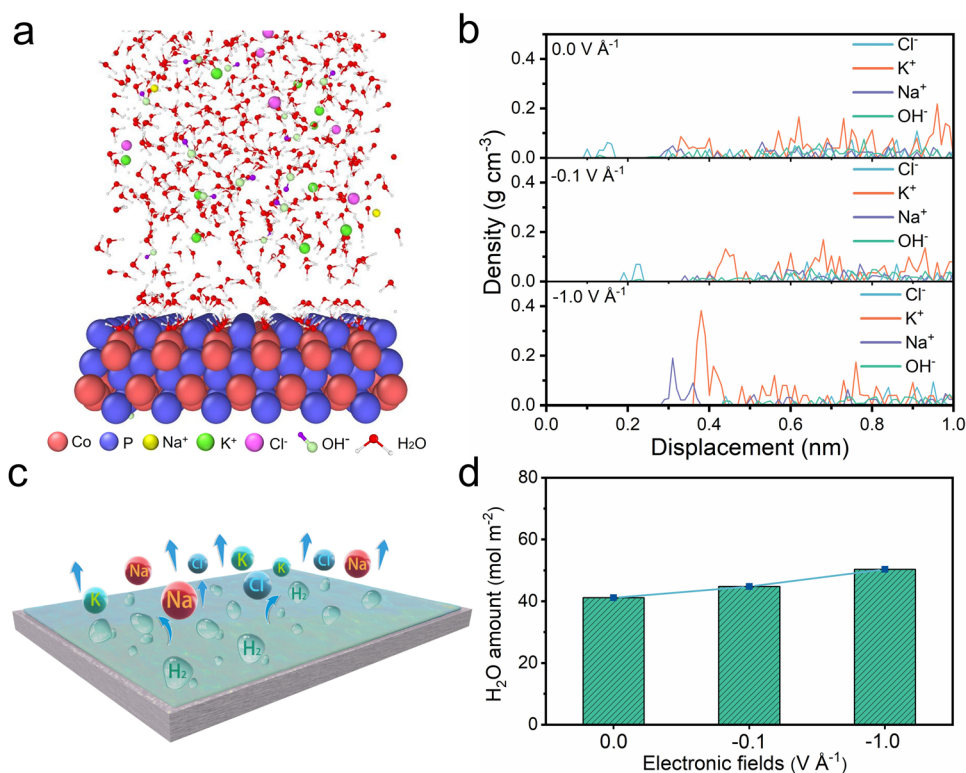 a
Co P Na⁺ K⁺ Cl⁻ OH⁻ H₂O
b
Density (g cm⁻³)
0.0 V Å⁻¹
Cl⁻
K⁺
Na⁺
OH⁻
0.4
0.2
0.0
-0.1 V Å⁻¹
Cl⁻
K⁺
Na⁺
OH⁻
0.4
0.2
0.0
-1.0 V Å⁻¹
Cl⁻
K⁺
Na⁺
OH⁻
0.4
0.2
0.0
0.0 0.2 0.4 0.6 0.8 1.0
Displacement (nm)
c
K Na Cl K Cl Na
K Na Cl H₂
H₂
H₂
d
H₂O amount (mol m⁻²)
80
60
40
20
0
0.0 -0.1 -1.0
Electronic fields (V Å⁻¹)